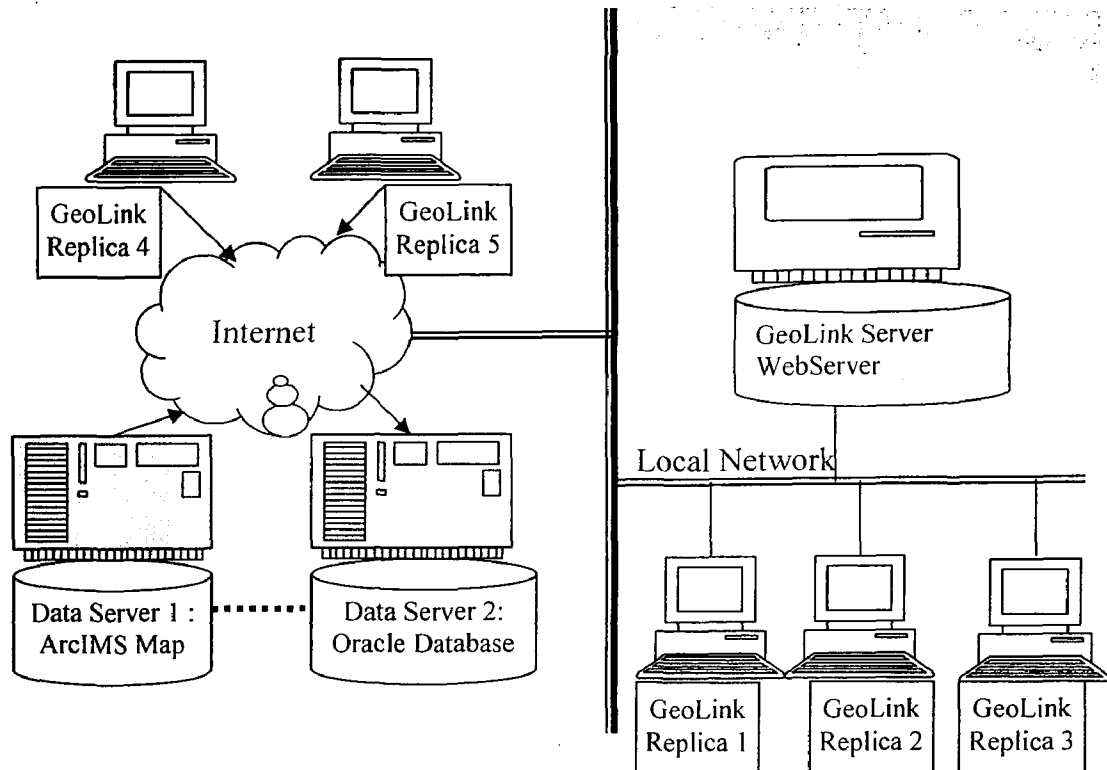 GeoLink
Replica 4
GeoLink
Replica 5
Internet
GeoLink Server
WebServer
Local Network
Data Server 1 :
ArcIMS Map
Data Server 2:
Oracle Database
GeoLink
Replica 1
GeoLink
Replica 2
GeoLink
Replica 3